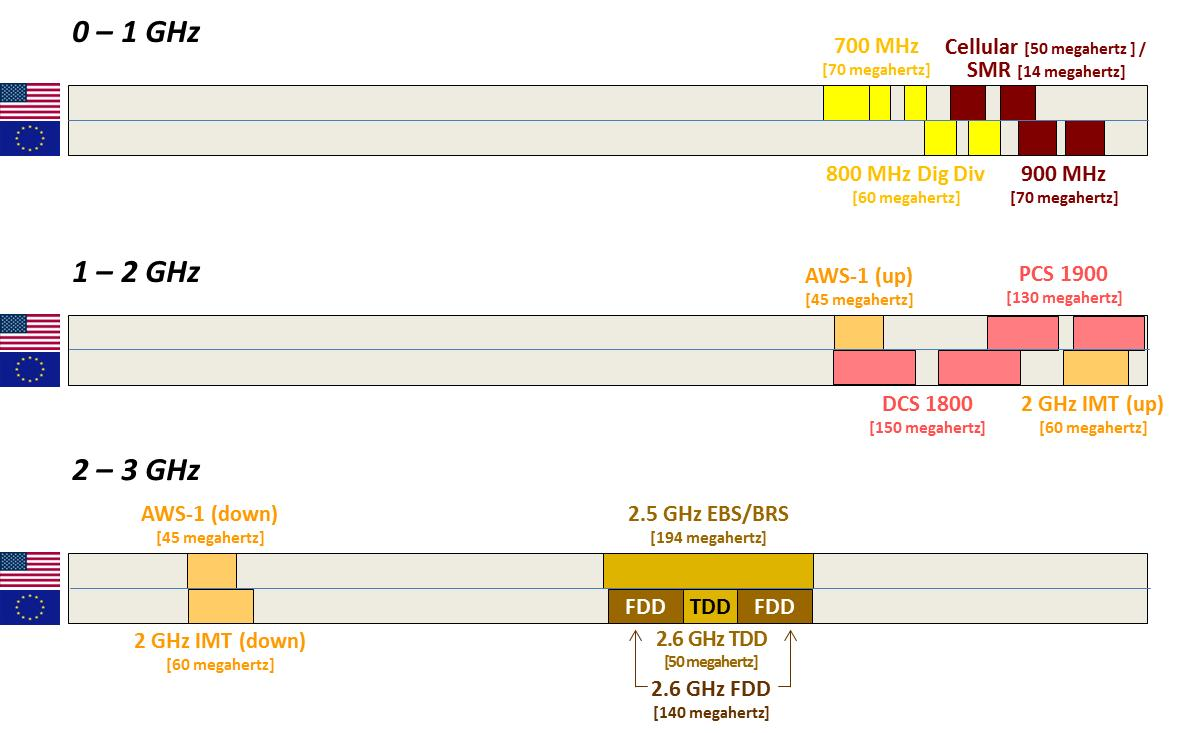 0 – 1 GHz
700 MHz
[70 megahertz]
Cellular [50 megahertz ] /
SMR [14 megahertz]
800 MHz Dig Div
[60 megahertz]
900 MHz
[70 megahertz]
1 – 2 GHz
AWS-1 (up)
[45 megahertz]
PCS 1900
[130 megahertz]
DCS 1800
[150 megahertz]
2 GHz IMT (up)
[60 megahertz]
2 – 3 GHz
AWS-1 (down)
[45 megahertz]
2.5 GHz EBS/BRS
[194 megahertz]
FDD TDD FDD
2 GHz IMT (down)
[60 megahertz]
2.6 GHz TDD
[50 megahertz]
2.6 GHz FDD
[140 megahertz]